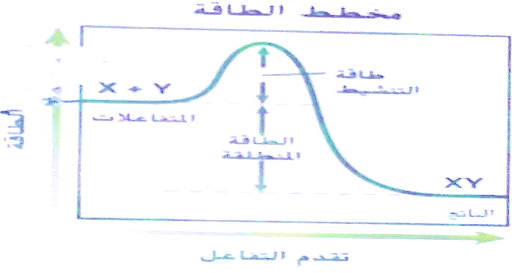 مخطط الطاقة
X + Y
المتفاعلات
طاقة
التنشيط
الطاقة
المنطلقة
XY
الناتج
الطاقة
تقدم التفاعل